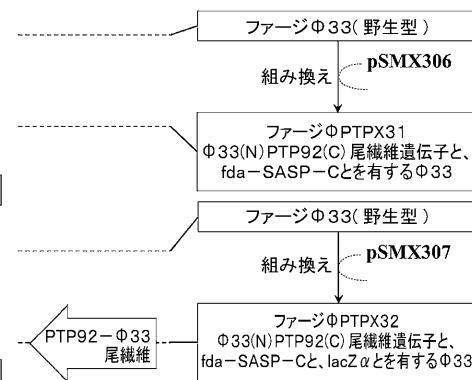 ファージΦ33(野生型)
組み換え
pSMX306
ファージΦPTPX31
Φ33(N)PTP92(C)尾繊維遺伝子と、
fda−SASP−Cとを有するΦ33
ファージΦ33(野生型)
組み換え
pSMX307
PTP92−Φ33
尾繊維
ファージΦPTPX32
Φ33(N)PTP92(C)尾繊維遺伝子と、
fda−SASP−Cと、lacZαとを有するΦ33